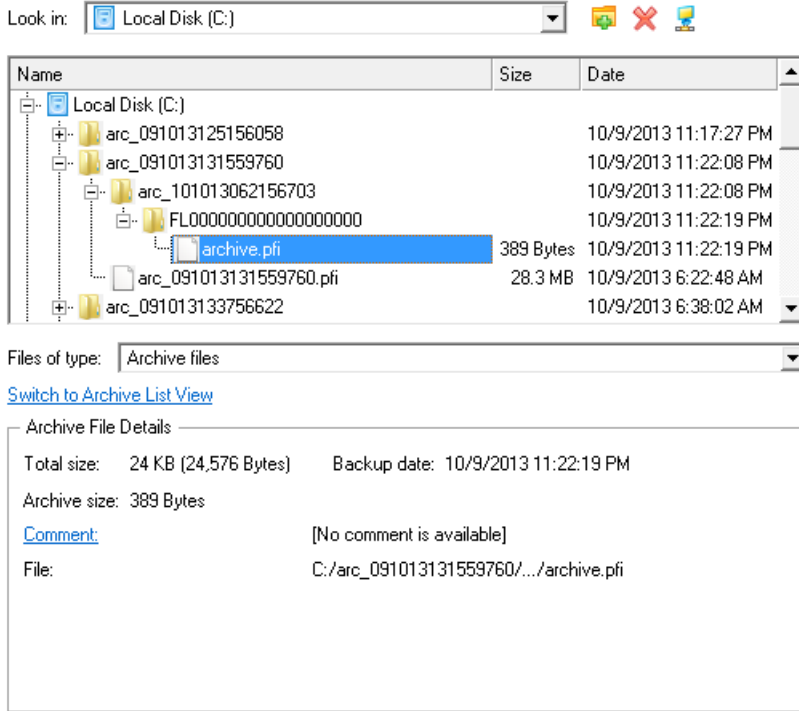 Look in: Local Disk (C:)
Name Size Date
Local Disk (C:)
arc_091013125156058 10/9/2013 11:17:27 PM
arc_091013131559760 10/9/2013 11:22:08 PM
arc_101013062156703 10/9/2013 11:22:08 PM
FL000000000000000000 10/9/2013 11:22:19 PM
archive.pfi 389 Bytes 10/9/2013 11:22:19 PM
arc_091013131559760.pfi 28.3 MB 10/9/2013 6:22:48 AM
arc_091013133756622 10/9/2013 6:38:02 AM
Files of type: Archive files
Switch to Archive List View
Archive File Details
Total size: 24 KB (24,576 Bytes) Backup date: 10/9/2013 11:22:19 PM
Archive size: 389 Bytes
Comment: [No comment is available]
File: C:/arc_091013131559760/.../archive.pfi